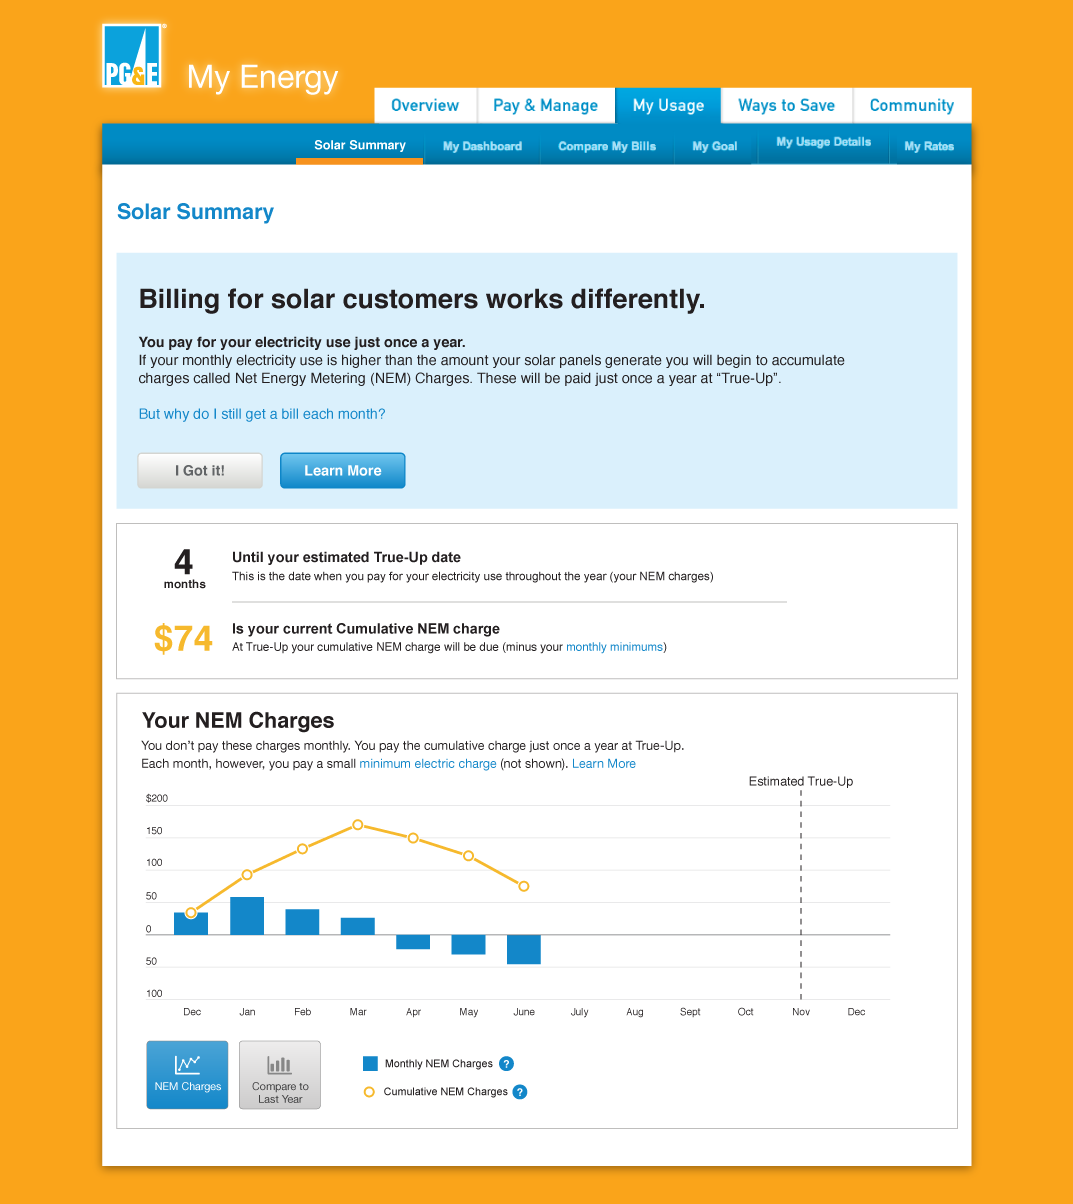 PG&E®
My Energy
Overview
Pay & Manage
My Usage
Ways to Save
Community
Solar Summary
My Dashboard
Compare My Bills
My Goal
My Usage Details
My Rates
Solar Summary
Billing for solar customers works differently.
You pay for your electricity use just once a year.
If your monthly electricity use is higher than the amount your solar panels generate you will begin to accumulate
charges called Net Energy Metering (NEM) Charges. These will be paid just once a year at “True-Up”.
But why do I still get a bill each month?
I Got it!
Learn More
4
months
Until your estimated True-Up date
This is the date when you pay for your electricity use throughout the year (your NEM charges)
$74
Is your current Cumulative NEM charge
At True-Up your cumulative NEM charge will be due (minus your monthly minimums)
Your NEM Charges
You don’t pay these charges monthly. You pay the cumulative charge just once a year at True-Up.
Each month, however, you pay a small minimum electric charge (not shown). Learn More
Estimated True-Up
$200
150
100
50
0
50
100
Dec
Jan
Feb
Mar
Apr
May
June
July
Aug
Sept
Oct
Nov
Dec
NEM Charges
Compare to
Last Year
Monthly NEM Charges ?
Cumulative NEM Charges ?